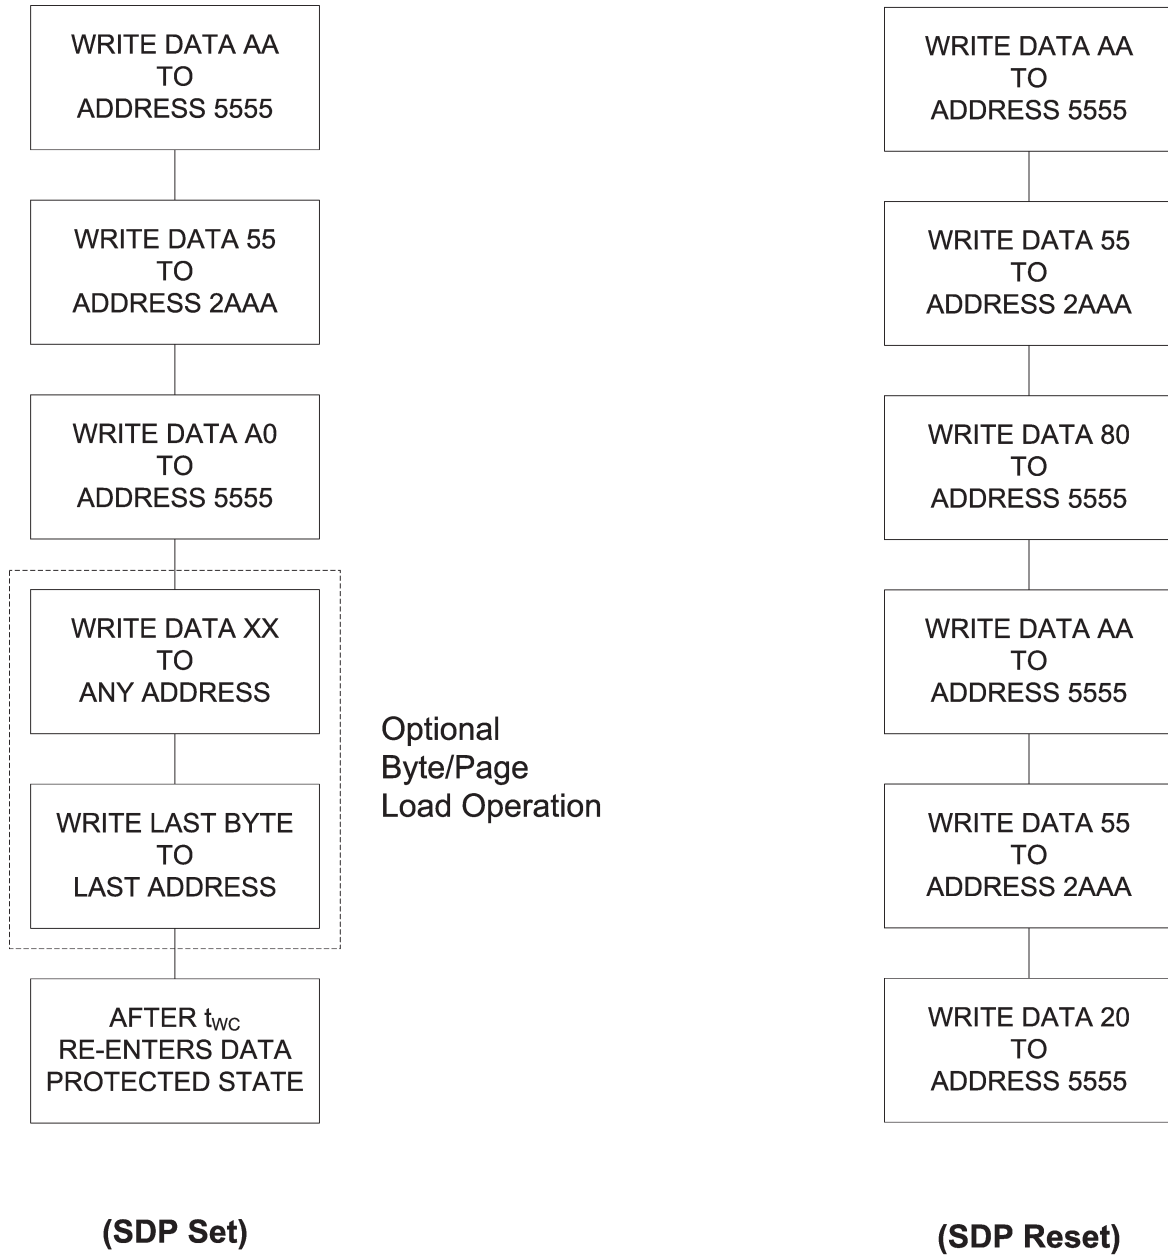 WRITE DATA AA
TO
ADDRESS 5555
WRITE DATA 55
TO
ADDRESS 2AAA
WRITE DATA A0
TO
ADDRESS 5555
WRITE DATA XX
TO
ANY ADDRESS
WRITE LAST BYTE
TO
LAST ADDRESS
AFTER tWC
RE-ENTERS DATA
PROTECTED STATE
Optional
Byte/Page
Load Operation
(SDP Set)
WRITE DATA AA
TO
ADDRESS 5555
WRITE DATA 55
TO
ADDRESS 2AAA
WRITE DATA 80
TO
ADDRESS 5555
WRITE DATA AA
TO
ADDRESS 5555
WRITE DATA 55
TO
ADDRESS 2AAA
WRITE DATA 20
TO
ADDRESS 5555
(SDP Reset)